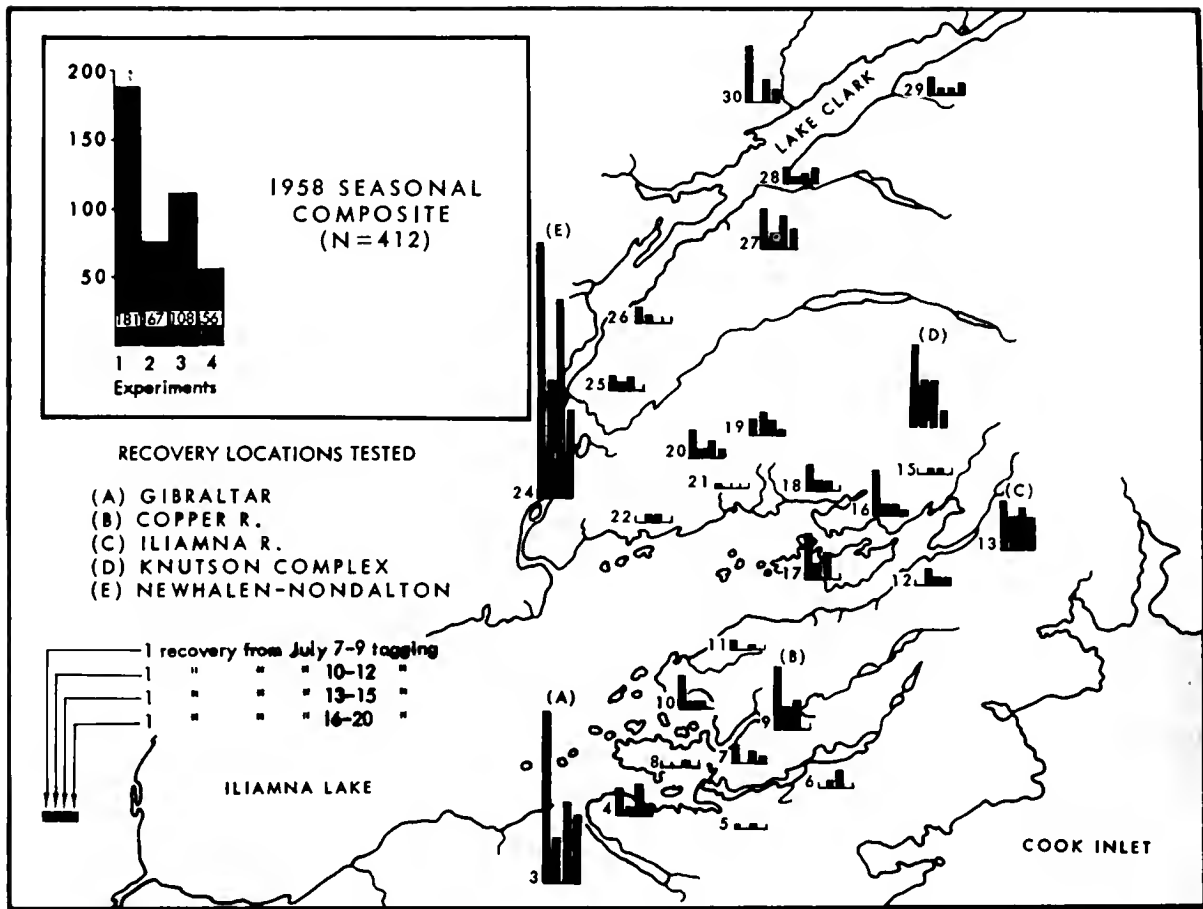 200
150
100
50
181 67 108 56
1 2 3 4
Experiments
1958 SEASONAL
COMPOSITE
(N=412)
RECOVERY LOCATIONS TESTED
(A) GIBRALTAR
(B) COPPER R.
(C) ILIAMNA R.
(D) KNUTSON COMPLEX
(E) NEWHALEN-NONDALTON
1 recovery from July 7-9 tagging
1 " " " 10-12 "
1 " " " 13-15 "
1 " " " 16-20 "
ILIAMNA LAKE
LAKE CLARK
COOK INLET
30
29
28
27
(E)
26
(D)
25
19
20
24
21
18
15
16
(C)
22
13
17
12
11
(B)
10
(A)
9
8
7
6
4
5
3